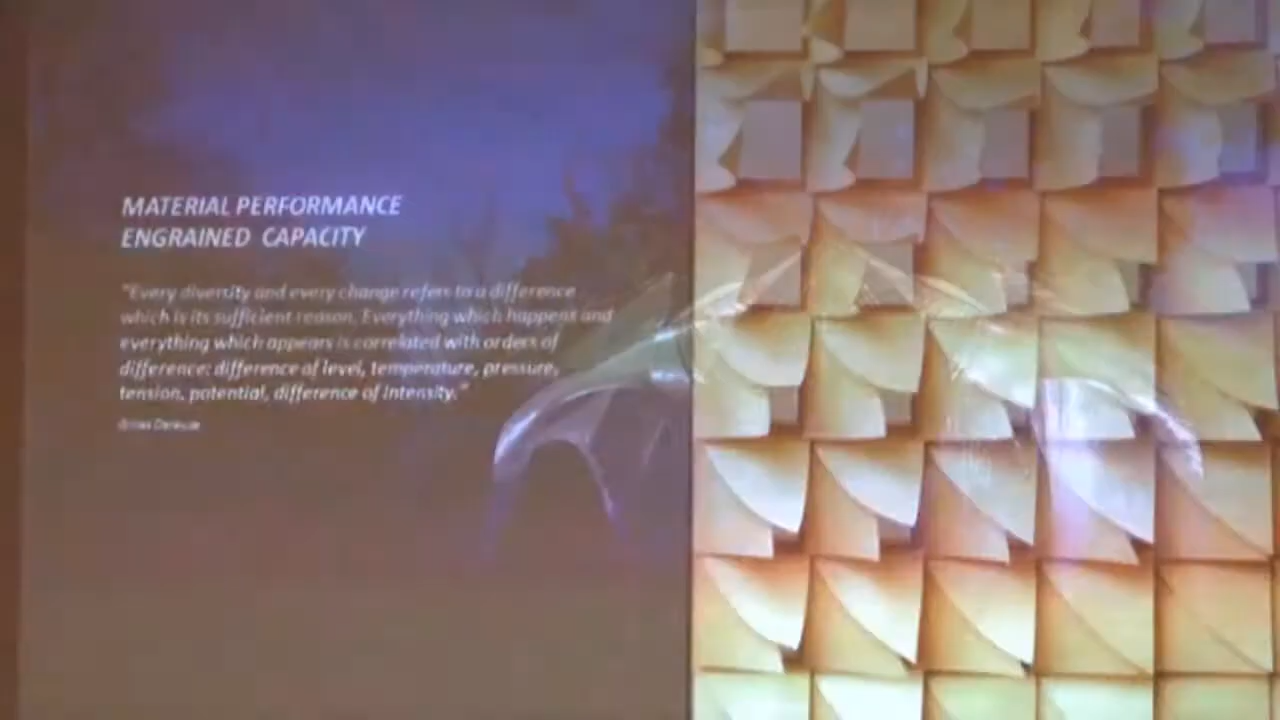 MATERIAL PERFORMANCE
ENGRAINED CAPACITY
"Every diversity and every change refers to a difference
which is its sufficient reason. Everything which happens and
everything which appears is correlated with orders of
difference: difference of level, temperature, pressure,
tension, potential, difference of intensity."
Gilles Deleuze